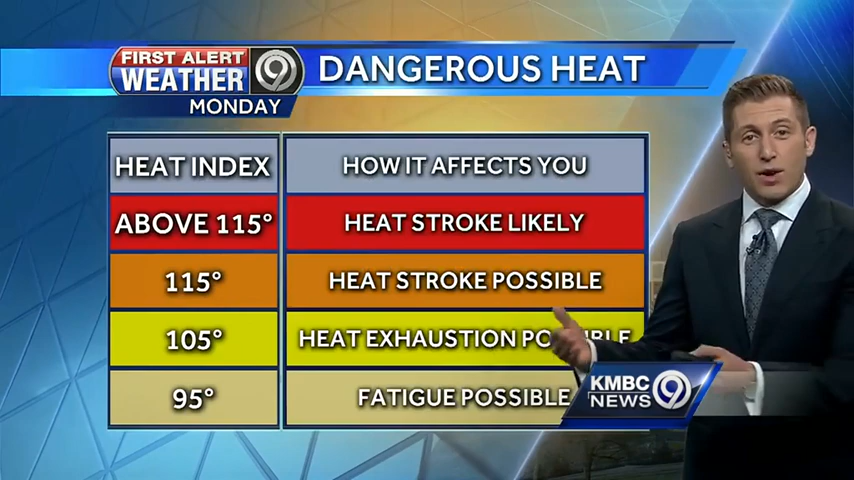 FIRST ALERT
WEATHER 9
DANGEROUS HEAT
MONDAY
HEAT INDEX
HOW IT AFFECTS YOU
ABOVE 115°
HEAT STROKE LIKELY
115°
HEAT STROKE POSSIBLE
105°
HEAT EXHAUSTION POSSIBLE
95°
FATIGUE POSSIBLE
KMBC 9
NEWS